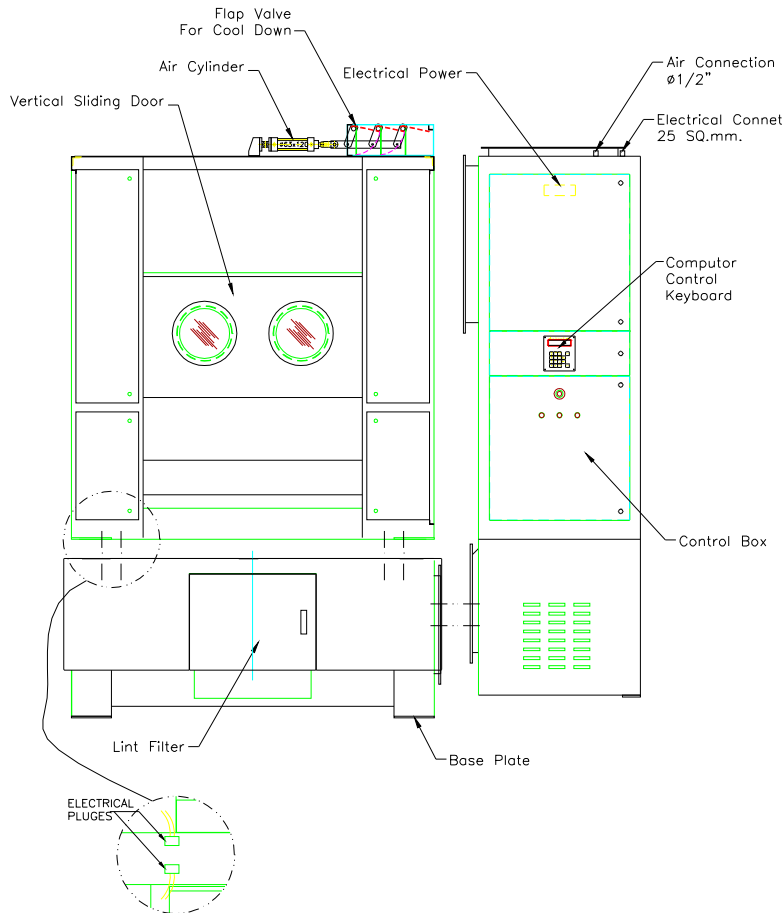 Flap Valve
For Cool Down
Air Cylinder
Vertical Sliding Door
Electrical Power
Air Connection
ø1/2"
Electrical Connet
25 SQ.mm.
ø63x120
Computor
Control
Keyboard
Control Box
Lint Filter
Base Plate
ELECTRICAL
PLUGES